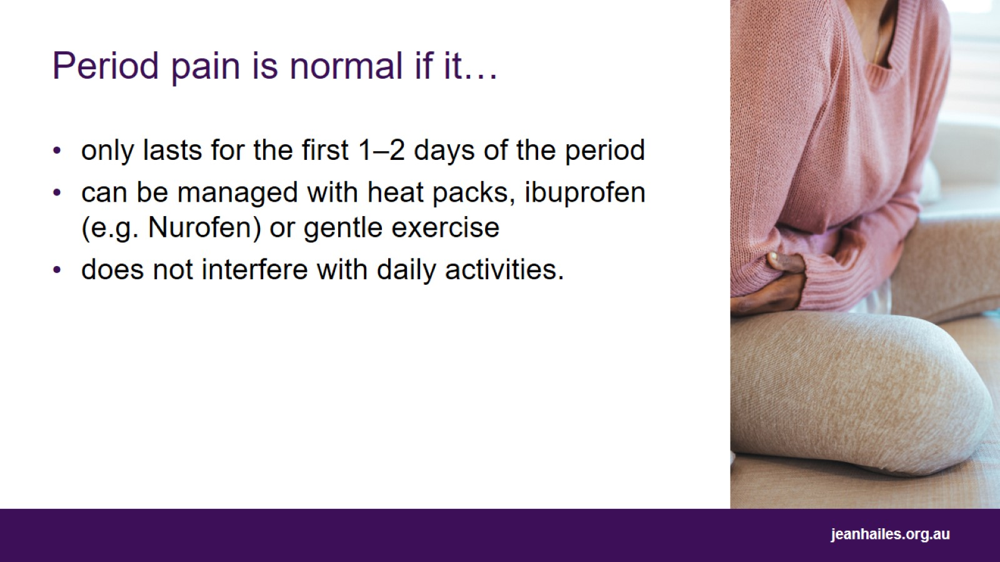 Period pain is normal if it…
• only lasts for the first 1–2 days of the period
• can be managed with heat packs, ibuprofen
(e.g. Nurofen) or gentle exercise
• does not interfere with daily activities.
jeanhailes.org.au